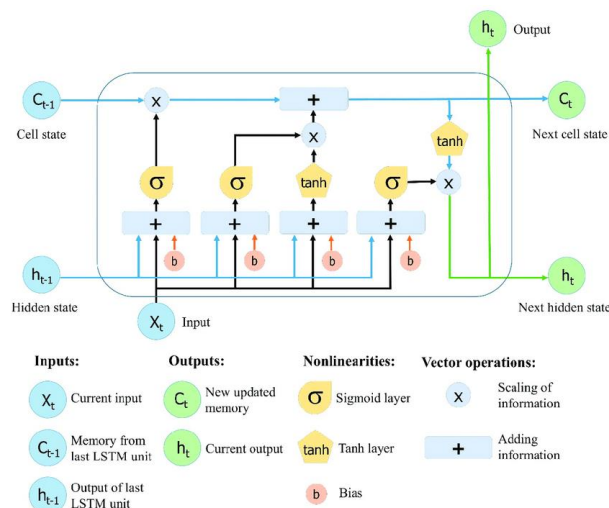 h_t
Output
C_t-1
X
+
C_t
Cell state
X
tanh
Next cell state
σ
σ
tanh
σ
X
+
+
+
+
h_t-1
b
b
b
b
h_t
Hidden state
X_t
Input
Next hidden state
Inputs:
Outputs:
Nonlinearities:
Vector operations:
X_t
Current input
C_t
New updated
memory
σ
Sigmoid layer
X
Scaling of
information
C_t-1
Memory from
last LSTM unit
h_t
Current output
tanh
Tanh layer
+
Adding
information
h_t-1
Output of last
LSTM unit
b
Bias